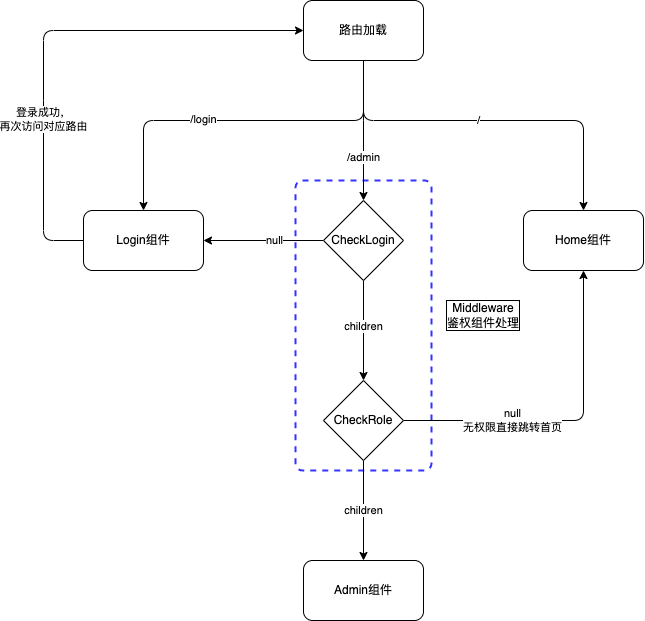 路由加载
登录成功，
再次访问对应路由
/login
/
/admin
Login组件
null
CheckLogin
Home组件
Middleware
鉴权组件处理
children
CheckRole
null
无权限直接跳转首页
children
Admin组件